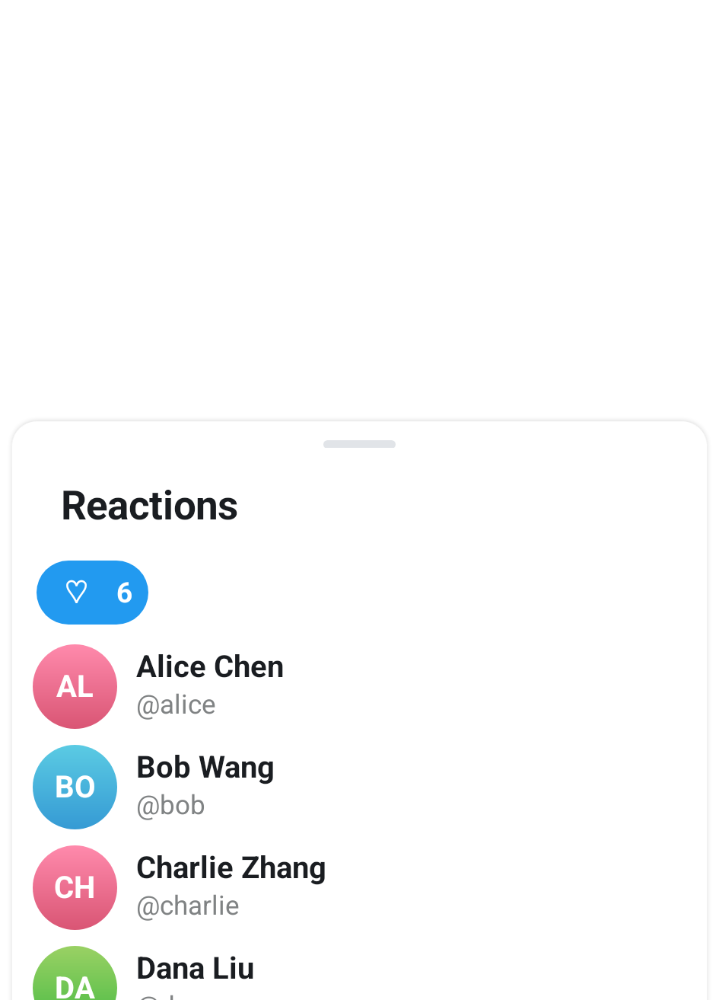 Reactions
♡ 6
AL
Alice Chen
@alice
BO
Bob Wang
@bob
CH
Charlie Zhang
@charlie
DA
Dana Liu